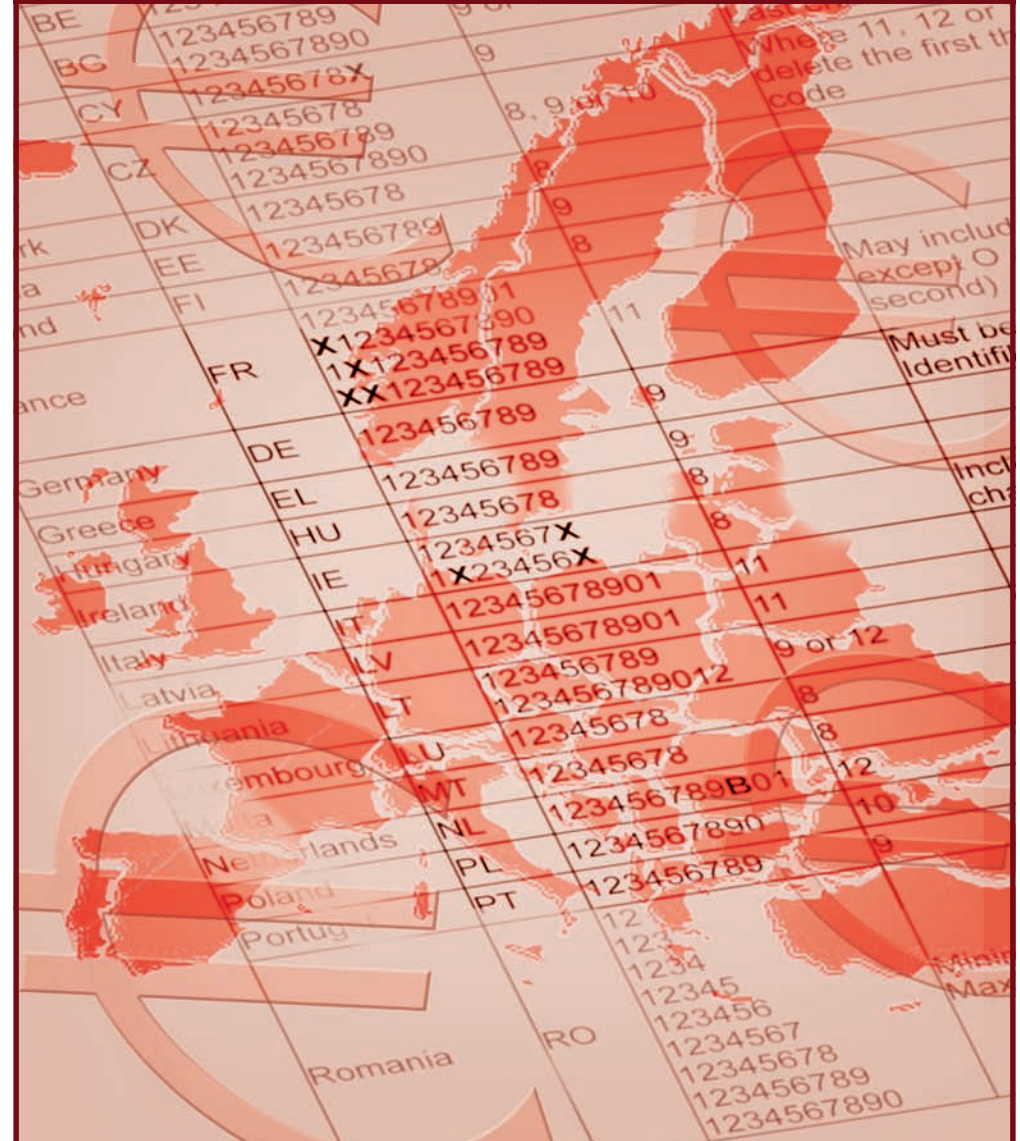 BE 123456789 9 or
BG 1234567890
12345678X 9 Where 11, 12 or
CY 12345678 delete the first th
123456789 8, 9 or 10 code
CZ 1234567890
DK 12345678 8
EE 123456789 9
FI 12345678 8 May includ
12345678901 except O
X1234567890 second)
FR 1X123456789 11
XX123456789 Must be
Identifi
Germany DE 123456789 9
Greece EL 123456789 9
Hungary HU 12345678 8
1234567X Incl
Ireland IE 1X23456X 8 cha
Italy IT 12345678901 11
Latvia LV 12345678901 11
123456789
Lithuania LT 123456789012 9 or 12
Luxembourg LU 12345678 8
Malta MT 12345678 8
Netherlands NL 123456789B01 12
Poland PL 1234567890 10
Portugal PT 123456789 9
12
123
1234
12345
123456
1234567
Romania RO 12345678
123456789
1234567890